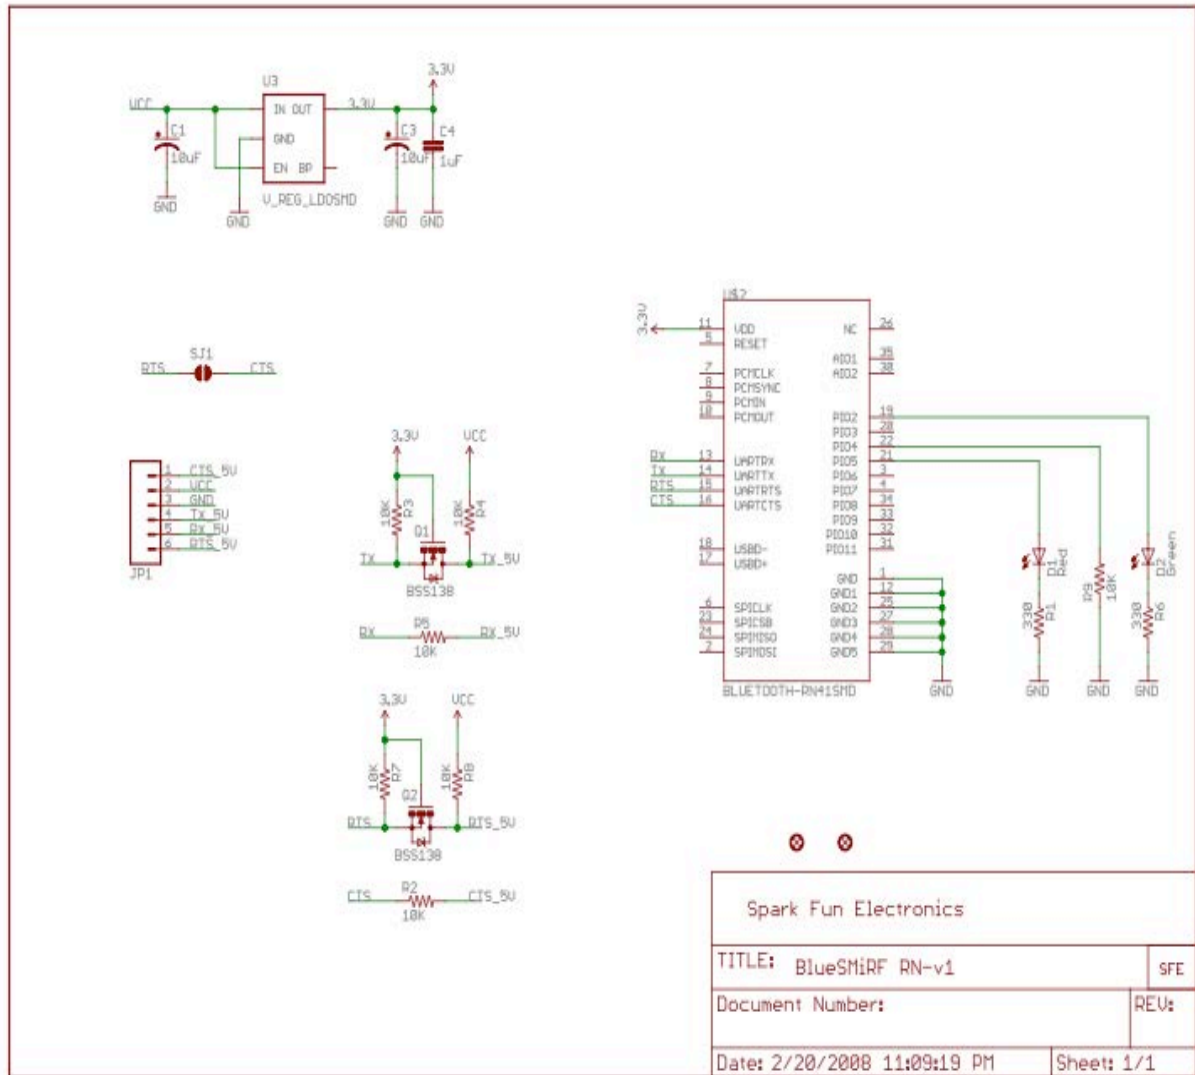 3.3V
U3
VCC
IN OUT
3.3V
GND
EN BP
C1
10uF
C3
10uF
C4
1uF
V_REG_LDOSMD
GND
GND
GND
GND
RTS
SJ1
CTS
1 CTS_5V
2 VCC
3 GND
4 Tx_5V
5 Rx_5V
6 RTS_5V
JP1
3.3V
VCC
10K
R3
10K
R4
Q1
TX
TX_5V
BSS138
RX
R5
RX_5V
10K
3.3V
VCC
10K
R7
10K
R8
Q2
RTS
RTS_5V
BSS138
CTS
R2
CTS_5V
10K
3.3V
11 VDD
5 RESET
7 PCMCLK
8 PCMSYNC
9 PCMIN
10 PCMOUT
Rx 13 UARTRX
Tx 14 UARTTX
RTS 15 UARTRTS
CTS 16 UARTCTS
18 USBD-
17 USBD+
6 SPICLK
23 SPICSB
24 SPIMISO
2 SPIMOSI
NC 26
AIO1 35
AIO2 30
PIO2 19
PIO3 20
PIO4 22
PIO5 21
PIO6 3
PIO7 4
PIO8 34
PIO9 33
PIO10 32
PIO11 31
GND 1
GND1 12
GND2 25
GND3 27
GND4 28
GND5 29
BLUETOOTH-RN41SMD
D1
Red
330
R1
R9
10K
D2
Green
330
R6
GND
GND
GND
GND
Spark Fun Electronics
TITLE: BlueSMiRF RN-v1
SFE
Document Number:
REV:
Date: 2/20/2008 11:09:19 PM
Sheet: 1/1